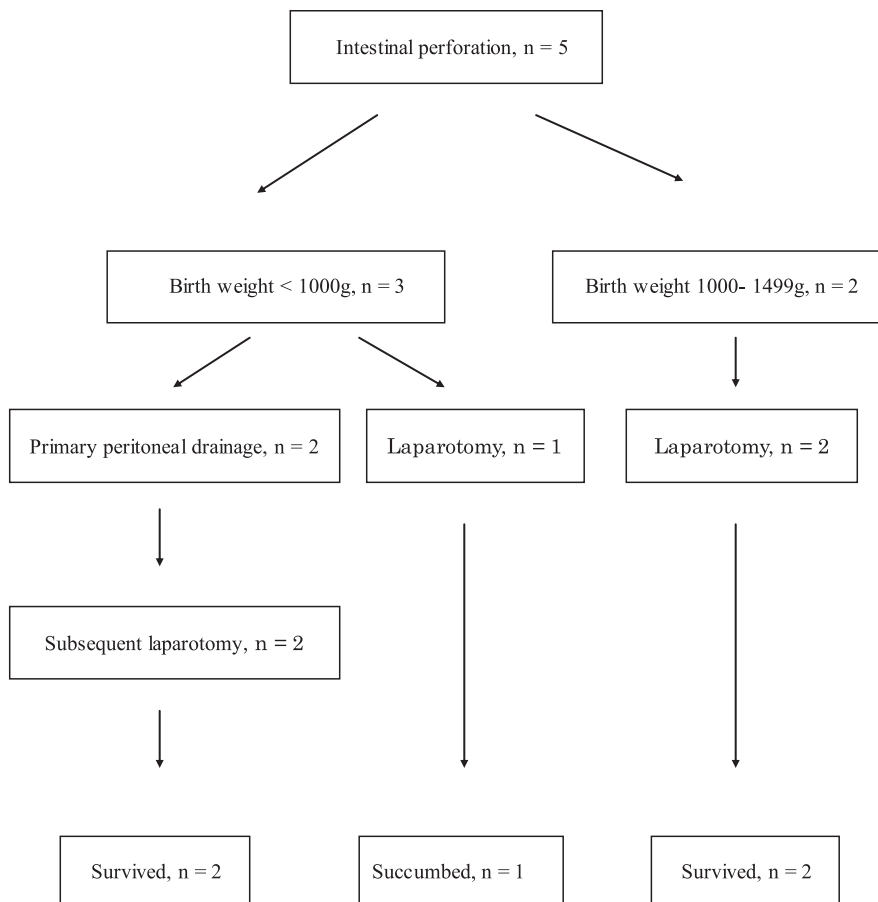 Intestinal perforation, n = 5
Birth weight < 1000g, n = 3
Birth weight 1000- 1499g, n = 2
Primary peritoneal drainage, n = 2
Laparotomy, n = 1
Laparotomy, n = 2
Subsequent laparotomy, n = 2
Survived, n = 2
Succumbed, n = 1
Survived, n = 2